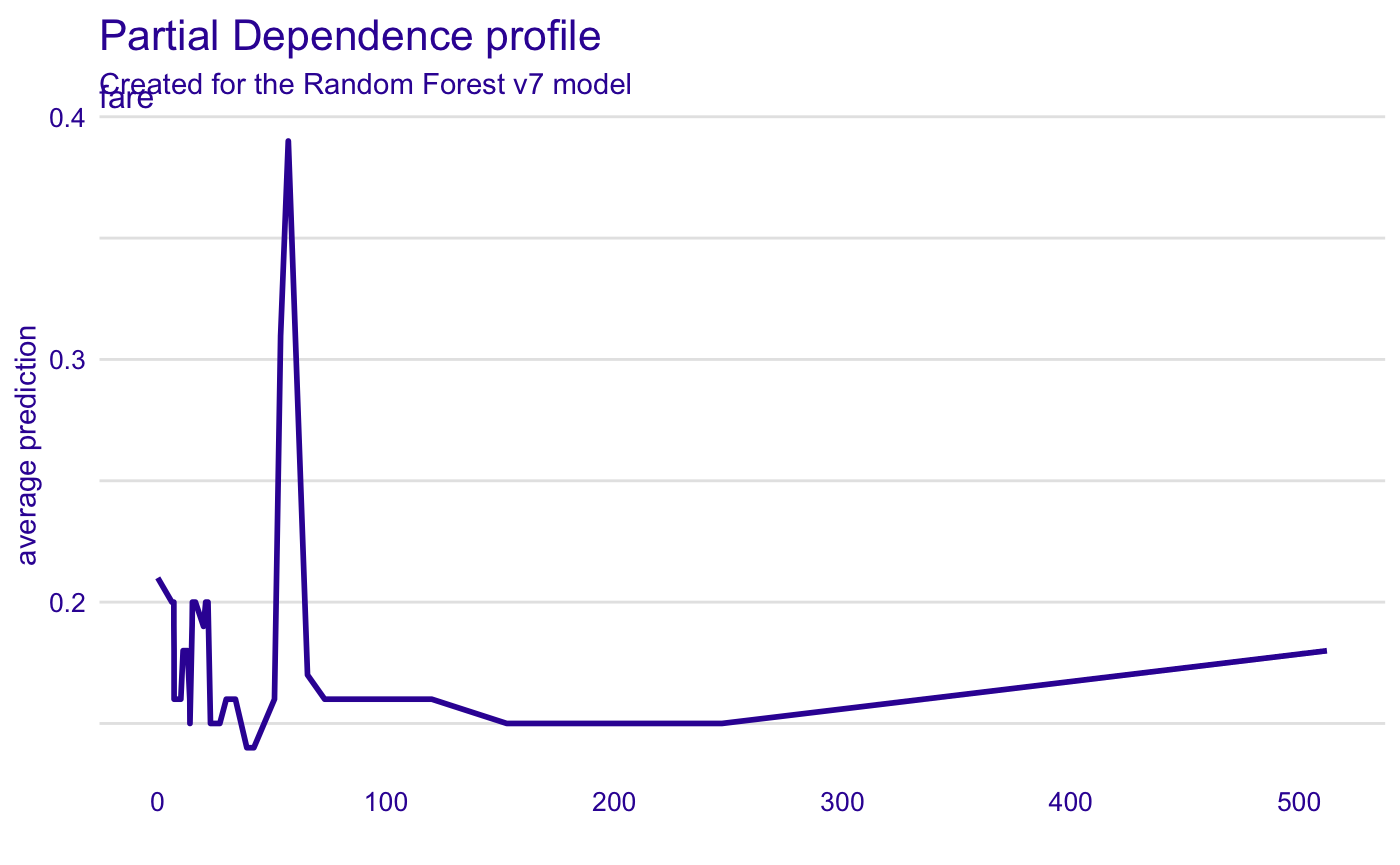 Partial Dependence profile
Created for the Random Forest v7 model
fare
0.4
0.3
0.2
average prediction
0 100 200 300 400 500